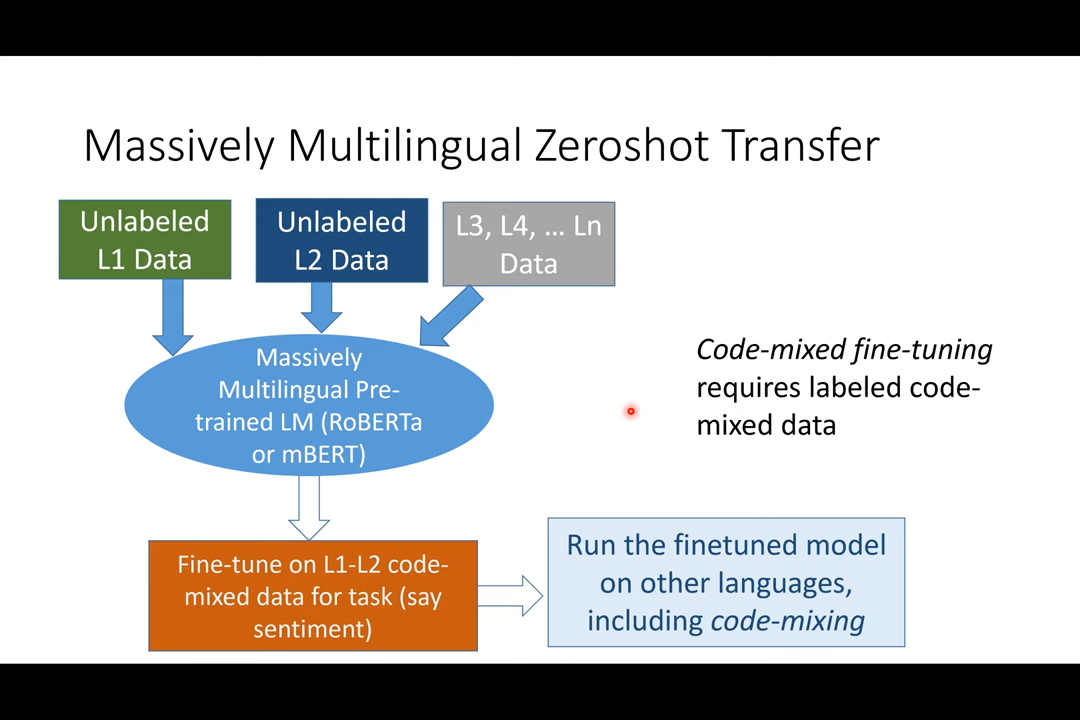 Massively Multilingual Zeroshot Transfer
Unlabeled
L1 Data
Unlabeled
L2 Data
L3, L4, ... Ln
Data
Massively
Multilingual Pre-
trained LM (RoBERTa
or mBERT)
Code-mixed fine-tuning
requires labeled code-
mixed data
Fine-tune on L1-L2 code-
mixed data for task (say
sentiment)
Run the finetuned model
on other languages,
including code-mixing